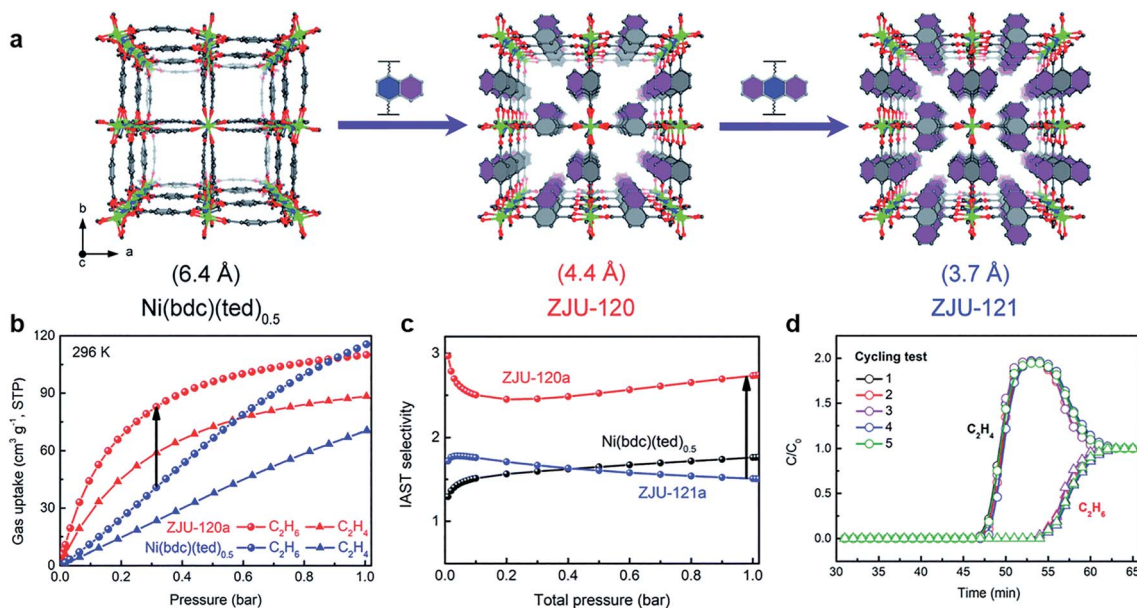 a
b
c
a
(6.4 Å)
(4.4 Å)
(3.7 Å)
Ni(bdc)(ted)0.5
ZJU-120
ZJU-121
b
120
90
60
30
0
Gas uptake (cm3 g-1, STP)
296 K
ZJU-120a C2H6 C2H4
Ni(bdc)(ted)0.5 C2H6 C2H4
0.0 0.2 0.4 0.6 0.8 1.0
Pressure (bar)
c
3
2
1
IAST selectivity
ZJU-120a
Ni(bdc)(ted)0.5
ZJU-121a
0.0 0.2 0.4 0.6 0.8 1.0
Total pressure (bar)
d
2.0
1.5
1.0
0.5
0.0
C/C0
Cycling test
1
2
3
4
5
C2H4
C2H6
30 35 40 45 50 55 60 65
Time (min)